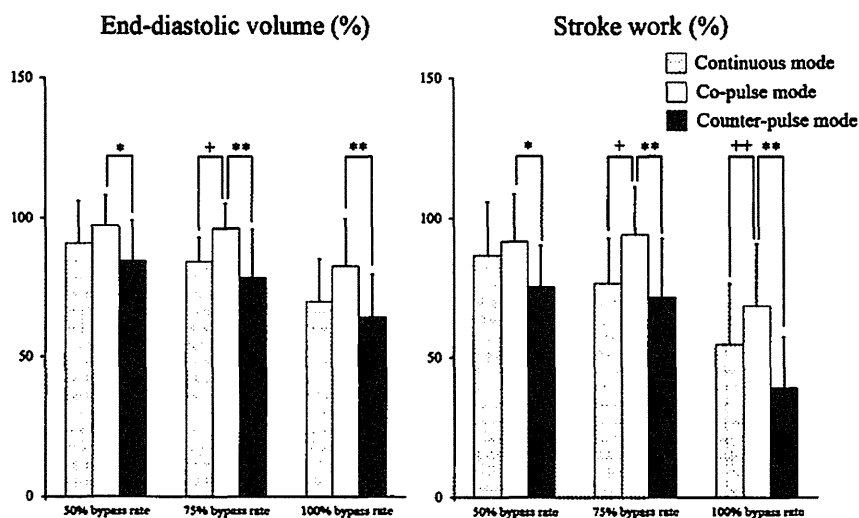 End-diastolic volume (%)
150
100
50
0
* + ** **
50% bypass rate 75% bypass rate 100% bypass rate
Stroke work (%)
Continuous mode
Co-pulse mode
Counter-pulse mode
150
100
50
0
* + ** ++ **
50% bypass rate 75% bypass rate 100% bypass rate